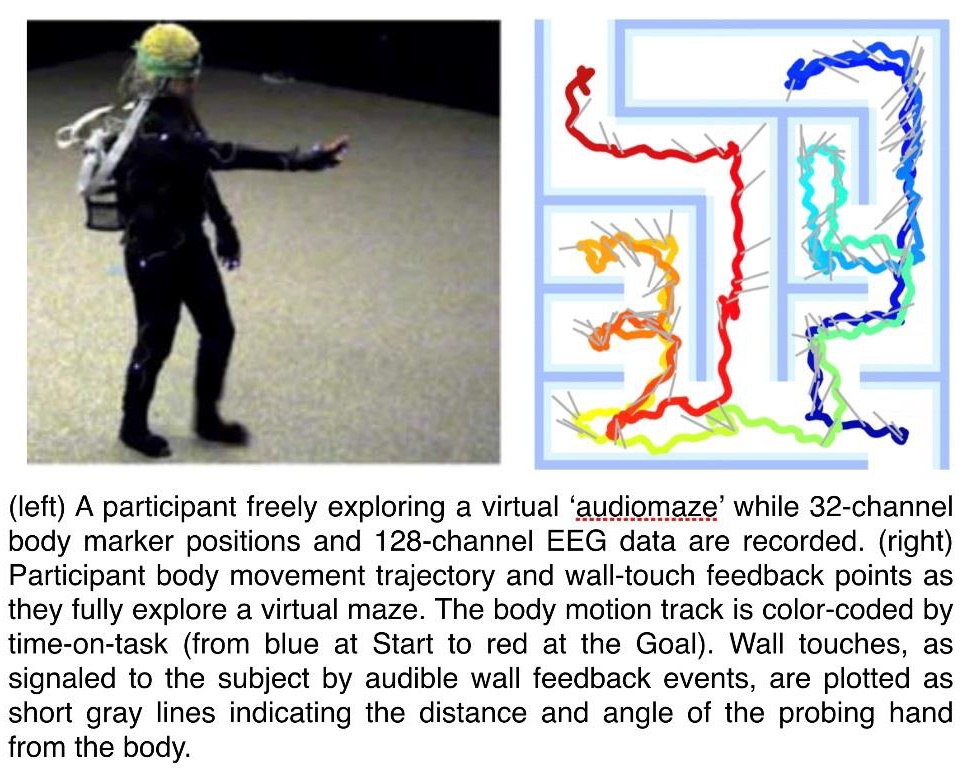 (left) A participant freely exploring a virtual ‘audiomaze’ while 32-channel
body marker positions and 128-channel EEG data are recorded. (right)
Participant body movement trajectory and wall-touch feedback points as
they fully explore a virtual maze. The body motion track is color-coded by
time-on-task (from blue at Start to red at the Goal). Wall touches, as
signaled to the subject by audible wall feedback events, are plotted as
short gray lines indicating the distance and angle of the probing hand
from the body.